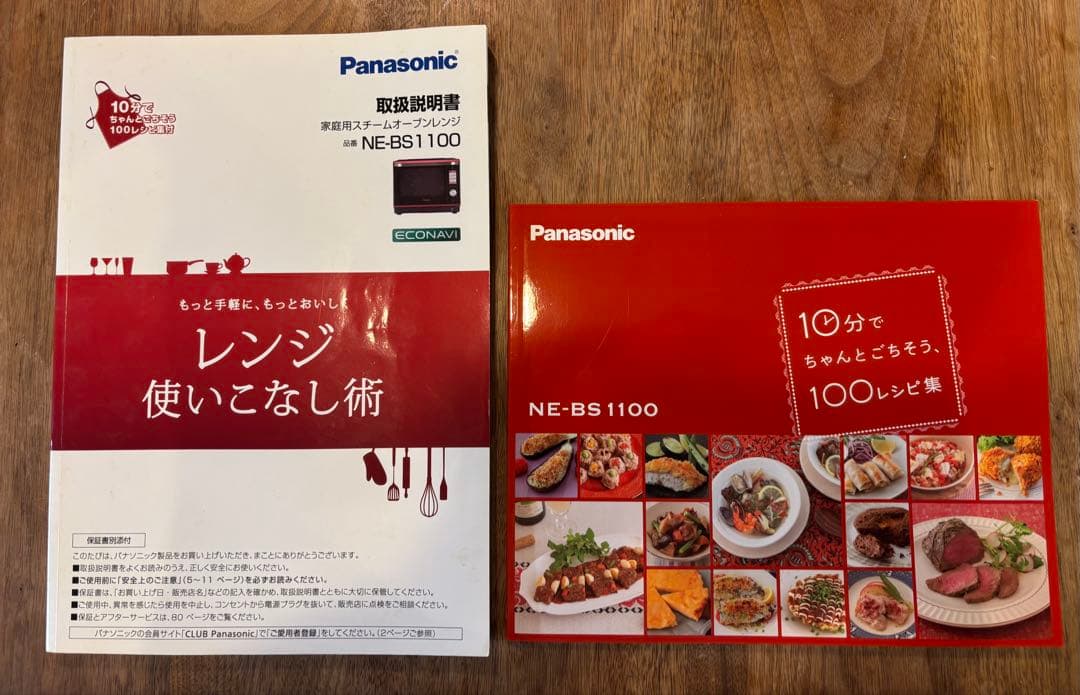 Panasonic
10分で
ちゃんとごちそう
100レシピ集付
取扱説明書
家庭用スチームオーブンレンジ
品番 NE-BS1100
ECONAVI
もっと手軽に、もっとおいしく
レンジ
使いこなし術
保証書別添付
このたびは、パナソニック製品をお買い上げいただき、まことにありがとうございます。
■取扱説明書をよくお読みのうえ、正しく安全にお使いください。
■ご使用前に「安全上のご注意」(5~11 ページ)を必ずお読みください。
■保証書は、「お買い上げ日・販売店名」などの記入を確かめ、取扱説明書とともに大切に保管してください。
■ご使用中、異常を感じたら使用を中止し、コンセントから電源プラグを抜いて、販売店に点検をご相談ください。
■保証とアフターサービスは、80 ページをご覧ください。
パナソニックの会員サイト「CLUB Panasonic」で「ご愛用者登録」をしてください。(2ページご参照)
Panasonic
10分で
ちゃんとごちそう、
100レシピ集
NE-BS1100